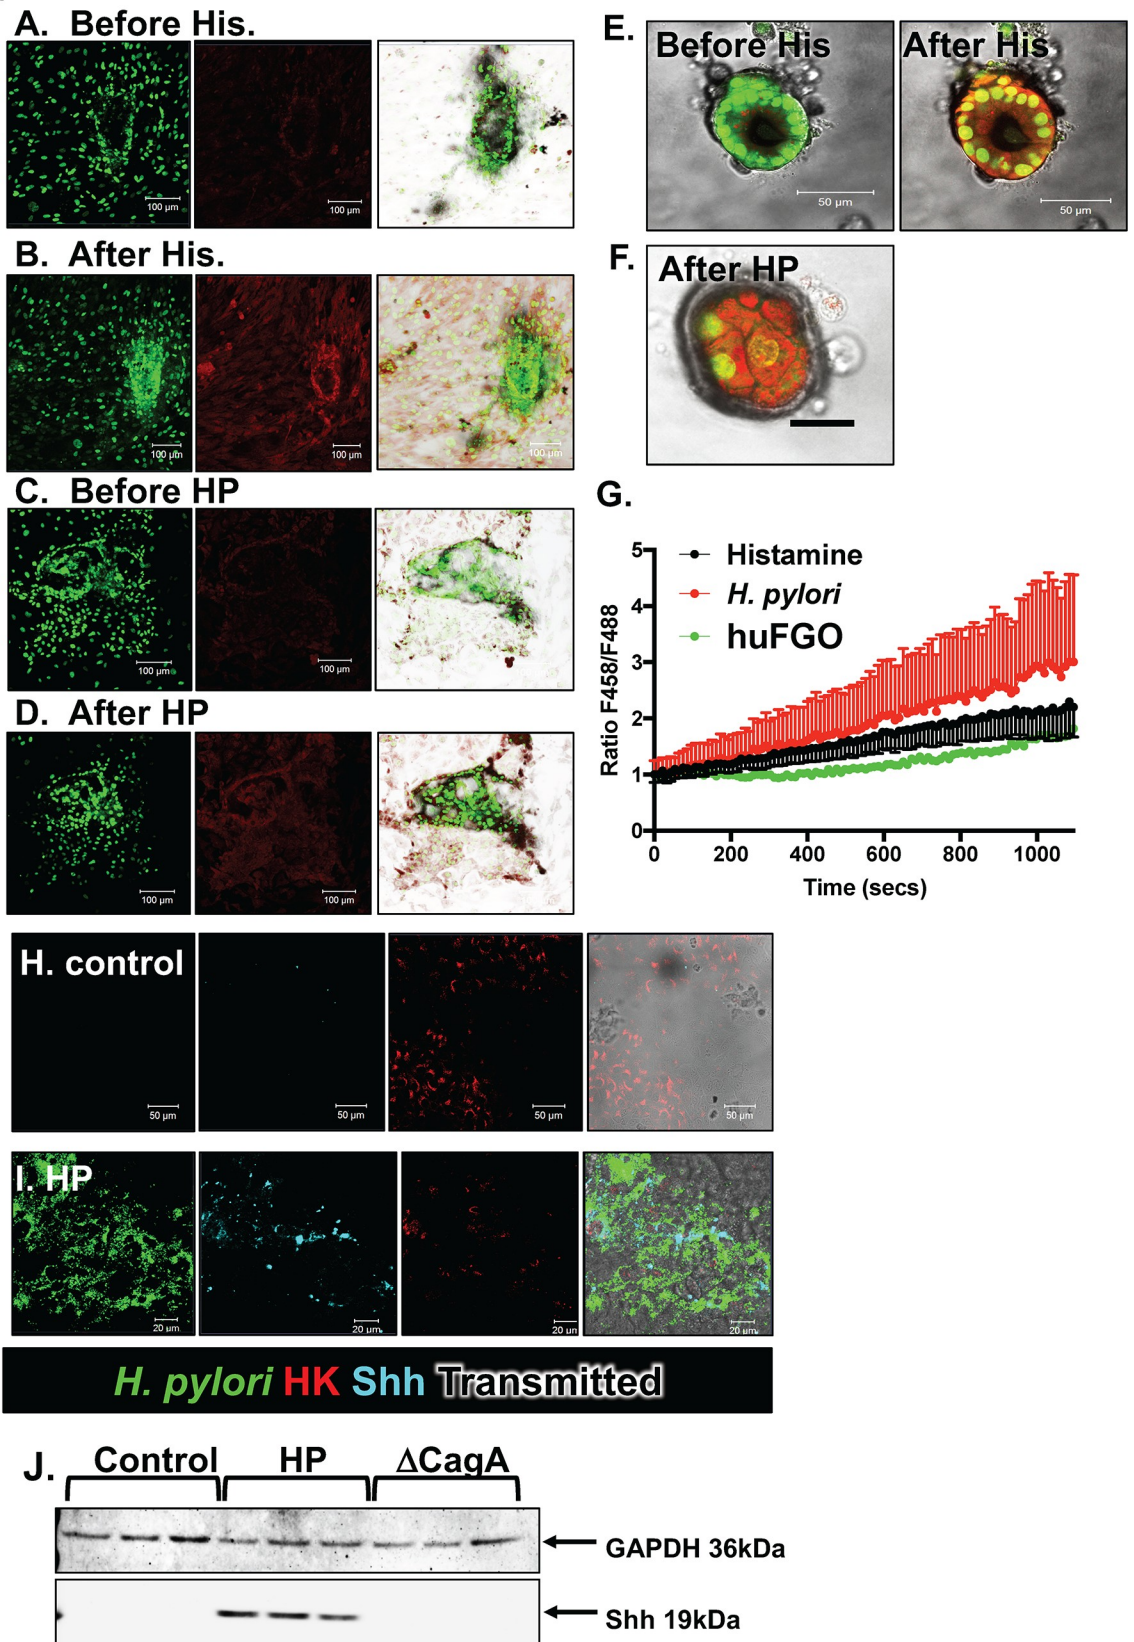 A. Before His.
100 µm
100 µm
B. After His.
100 µm
100 µm
100 µm
C. Before HP
100 µm
100 µm
D. After HP
100 µm
100 µm
E.
Before His
50 µm
After His
50 µm
F.
After HP
G.
Histamine
H. pylori
huFGO
Ratio F458/F488
5
4
3
2
1
0
0 200 400 600 800 1000
Time (secs)
H. control
50 µm
50 µm
50 µm
50 µm
I. HP
20 µm
20 µm
20 µm
20 µm
H. pylori HK Shh Transmitted
J.
Control HP ΔCagA
GAPDH 36kDa
Shh 19kDa